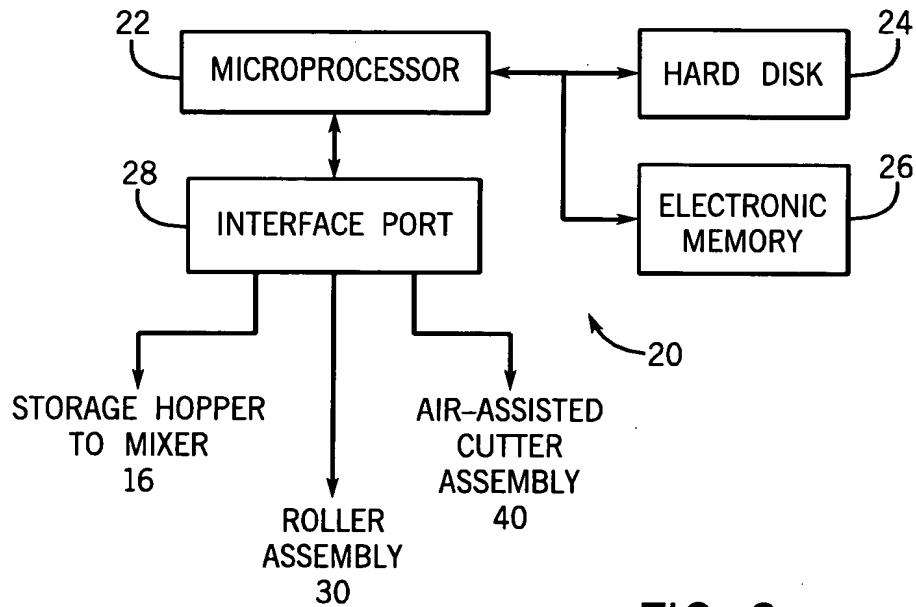 22
MICROPROCESSOR
24
HARD DISK
28
INTERFACE PORT
26
ELECTRONIC
MEMORY
20
STORAGE HOPPER
TO MIXER
16
AIR-ASSISTED
CUTTER
ASSEMBLY
40
ROLLER
ASSEMBLY
30